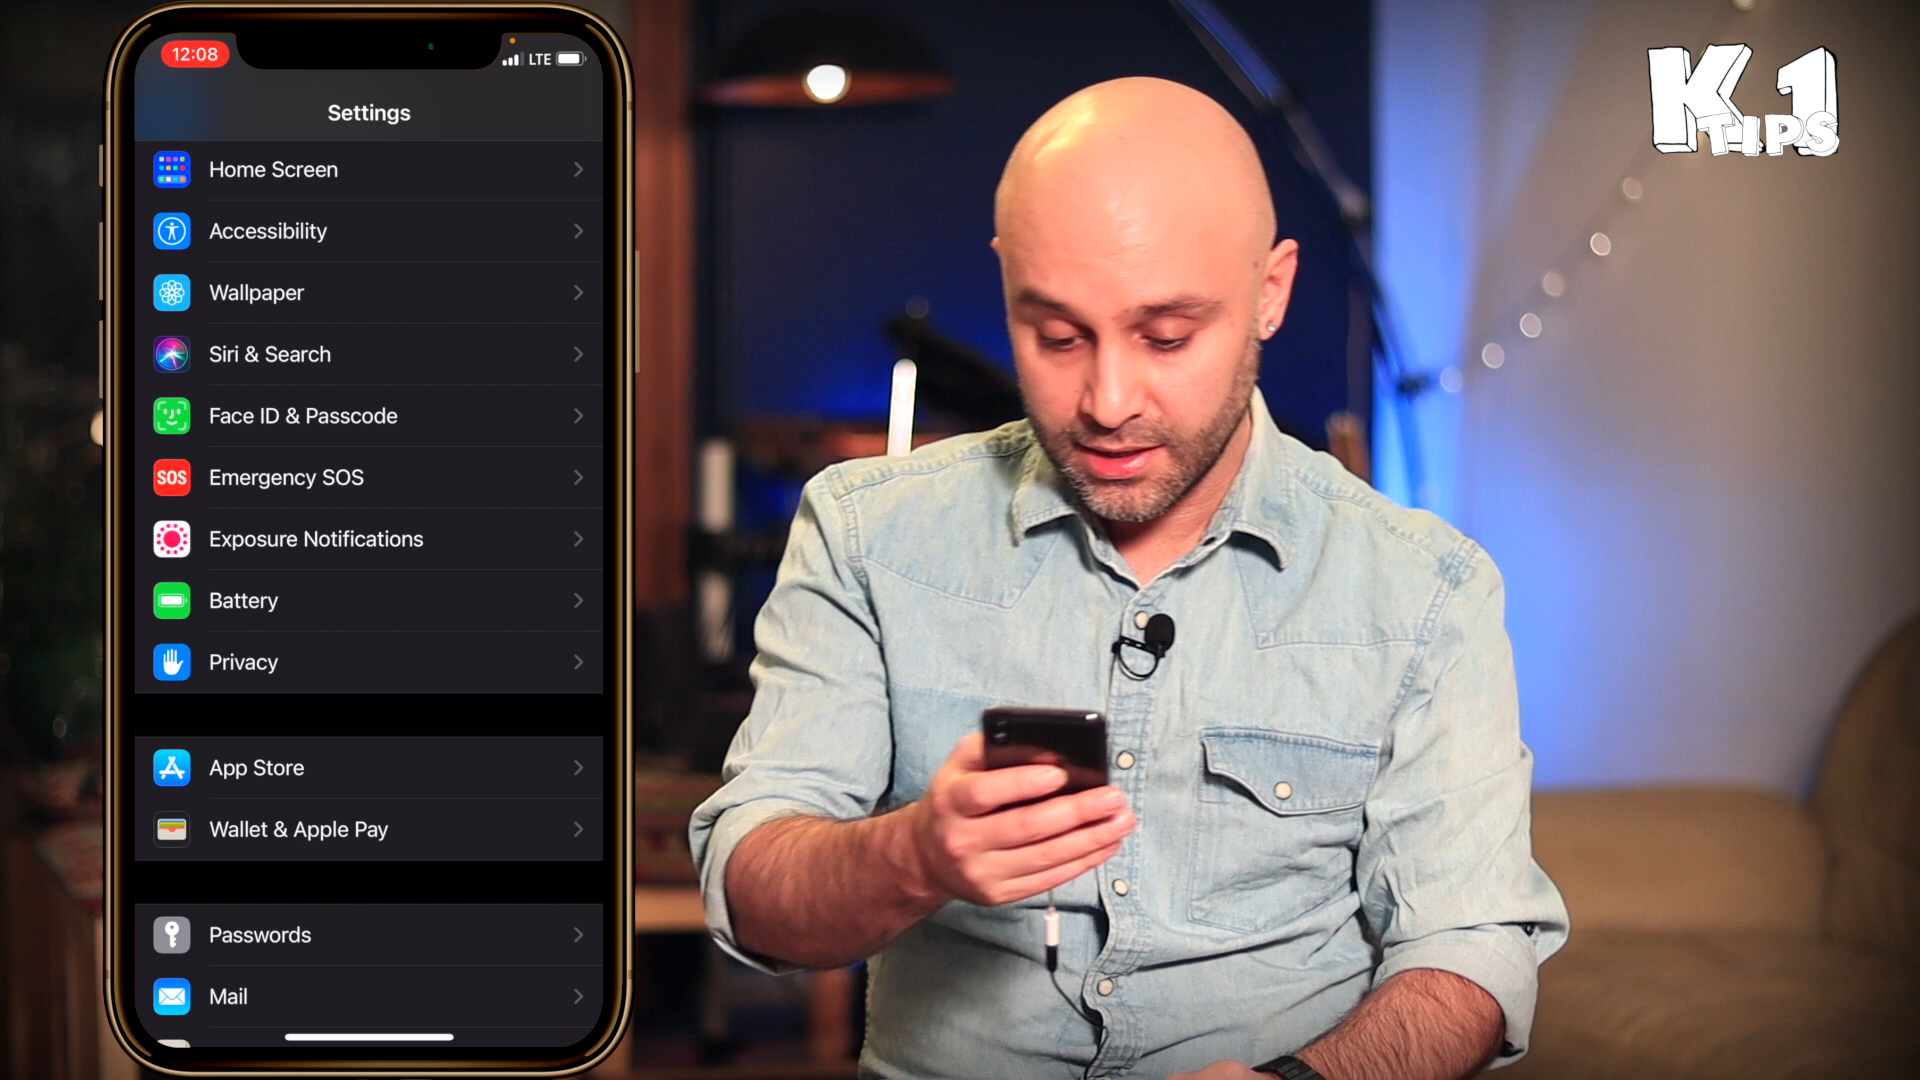 12:08
LTE
Settings
Home Screen
Accessibility
Wallpaper
Siri & Search
Face ID & Passcode
SOS
Emergency SOS
Exposure Notifications
Battery
Privacy
App Store
Wallet & Apple Pay
Passwords
Mail
K1
TIPS